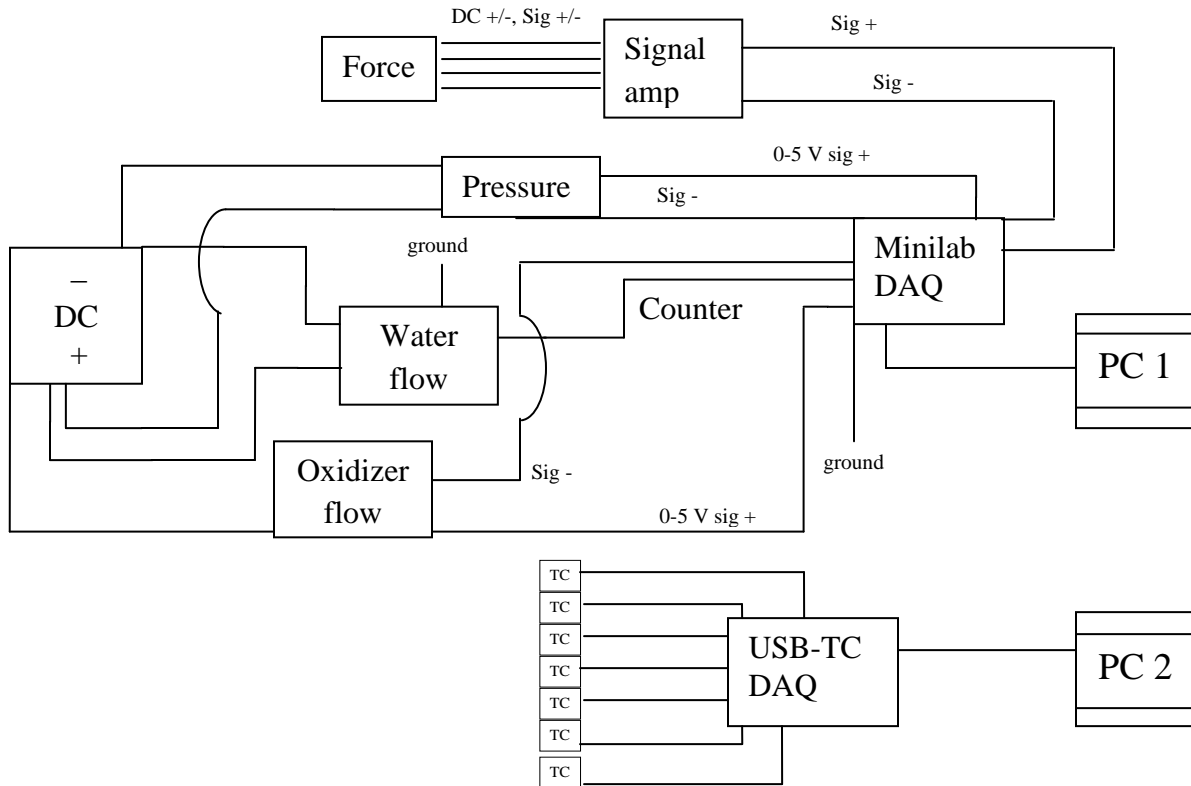 DC +/-, Sig +/-
Force
Signal
amp
Sig +
Sig -
Pressure
0-5 V sig +
Sig -
ground
Minilab
DAQ
–
DC
+
Water
flow
Counter
PC 1
Oxidizer
flow
Sig -
ground
0-5 V sig +
TC
TC
TC
TC
TC
TC
TC
USB-TC
DAQ
PC 2